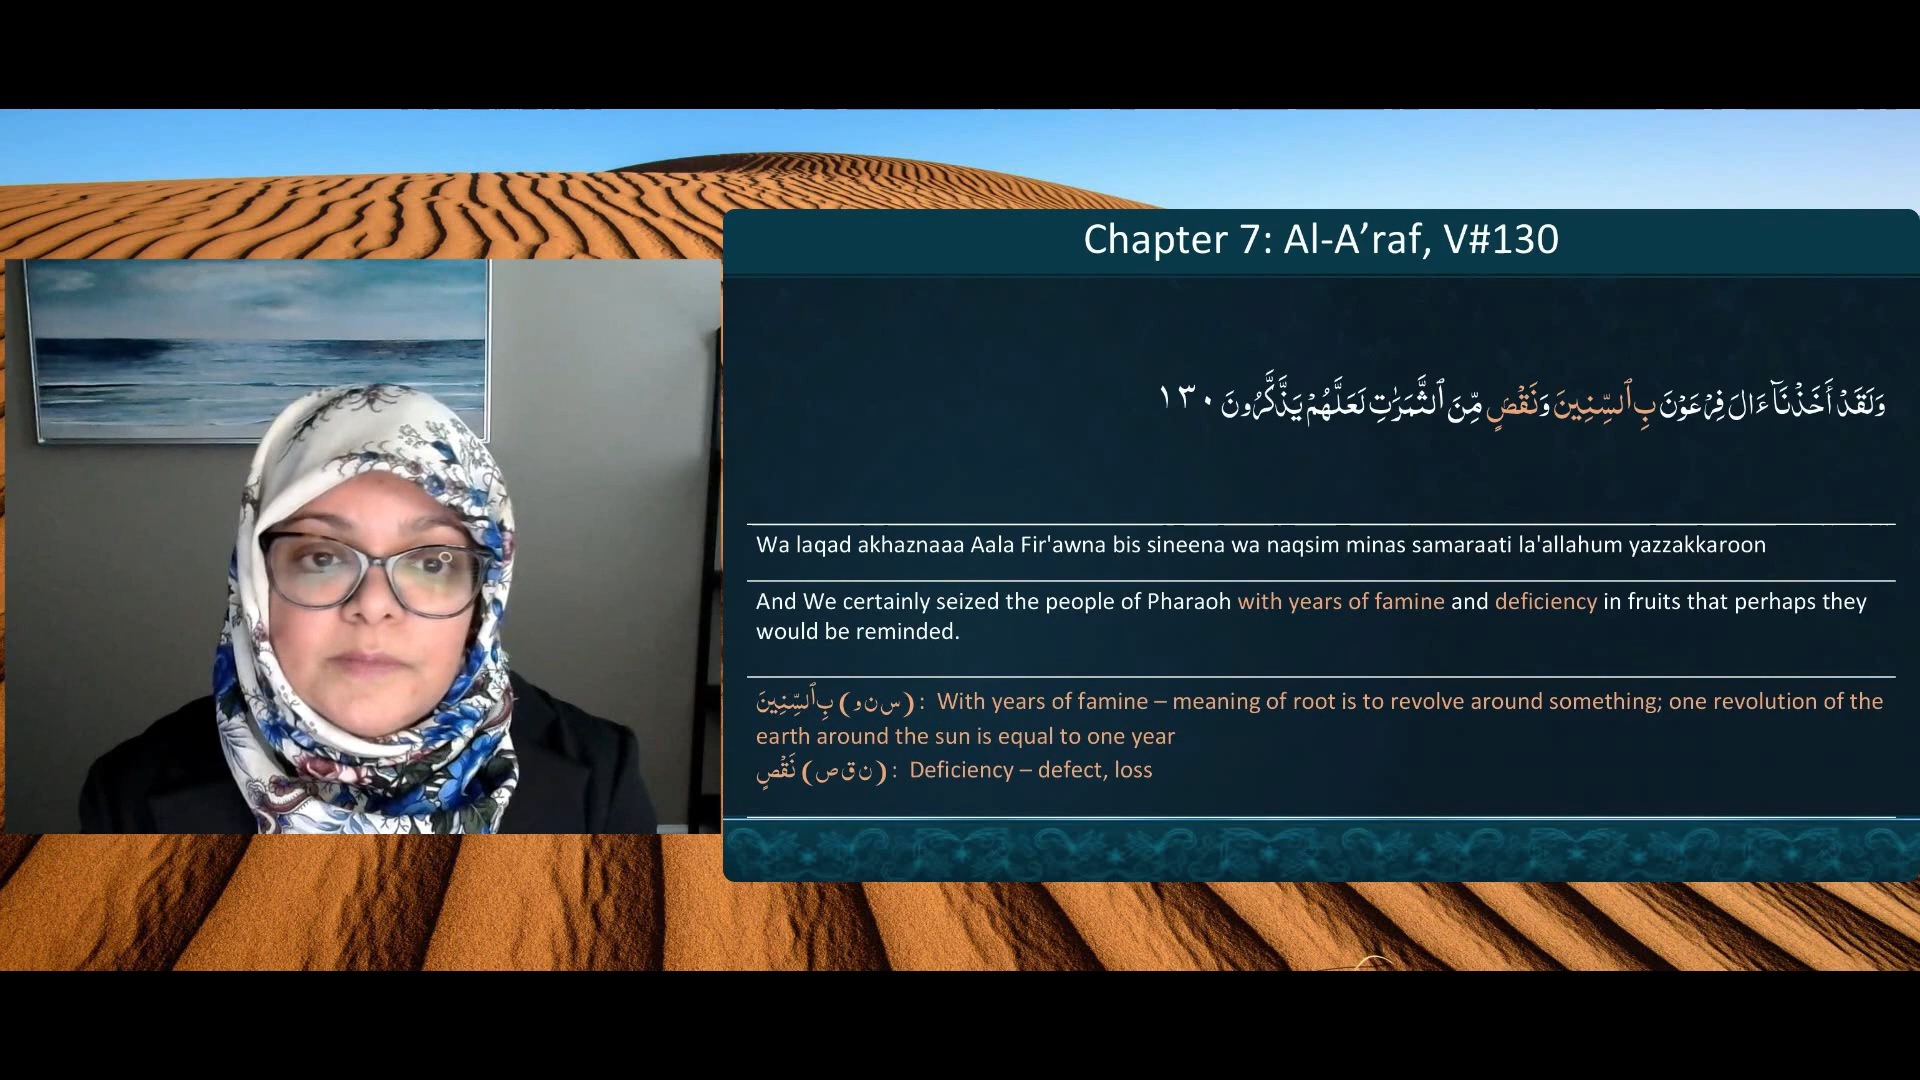 Chapter 7: Al-A’raf, V#130
وَلَقَدْ أَخَذْنَآ ءَالَ فِرْعَوْنَ بِٱلسِّنِينَ وَنَقْصٍ مِّنَ ٱلثَّمَرَٰتِ لَعَلَّهُمْ يَذَّكَّرُونَ ١٣٠
Wa laqad akhaznaaa Aala Fir'awna bis sineena wa naqsim minas samaraati la'allahum yazzakkaroon
And We certainly seized the people of Pharaoh with years of famine and deficiency in fruits that perhaps they
would be reminded.
بِٱلسِّنِينَ (س ن و): With years of famine – meaning of root is to revolve around something; one revolution of the
earth around the sun is equal to one year
نَقْصٍ (ن ق ص): Deficiency – defect, loss